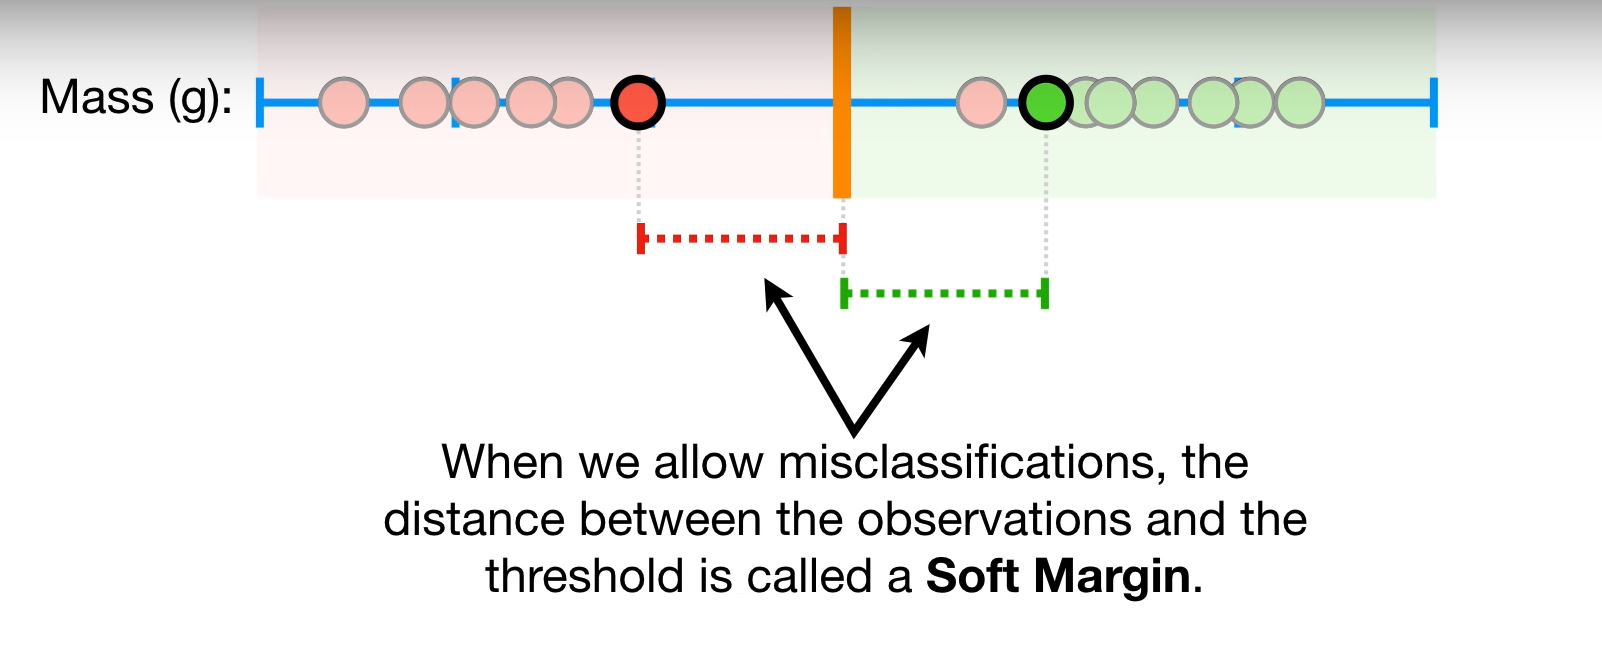 Mass (g):
When we allow misclassifications, the
distance between the observations and the
threshold is called a Soft Margin.